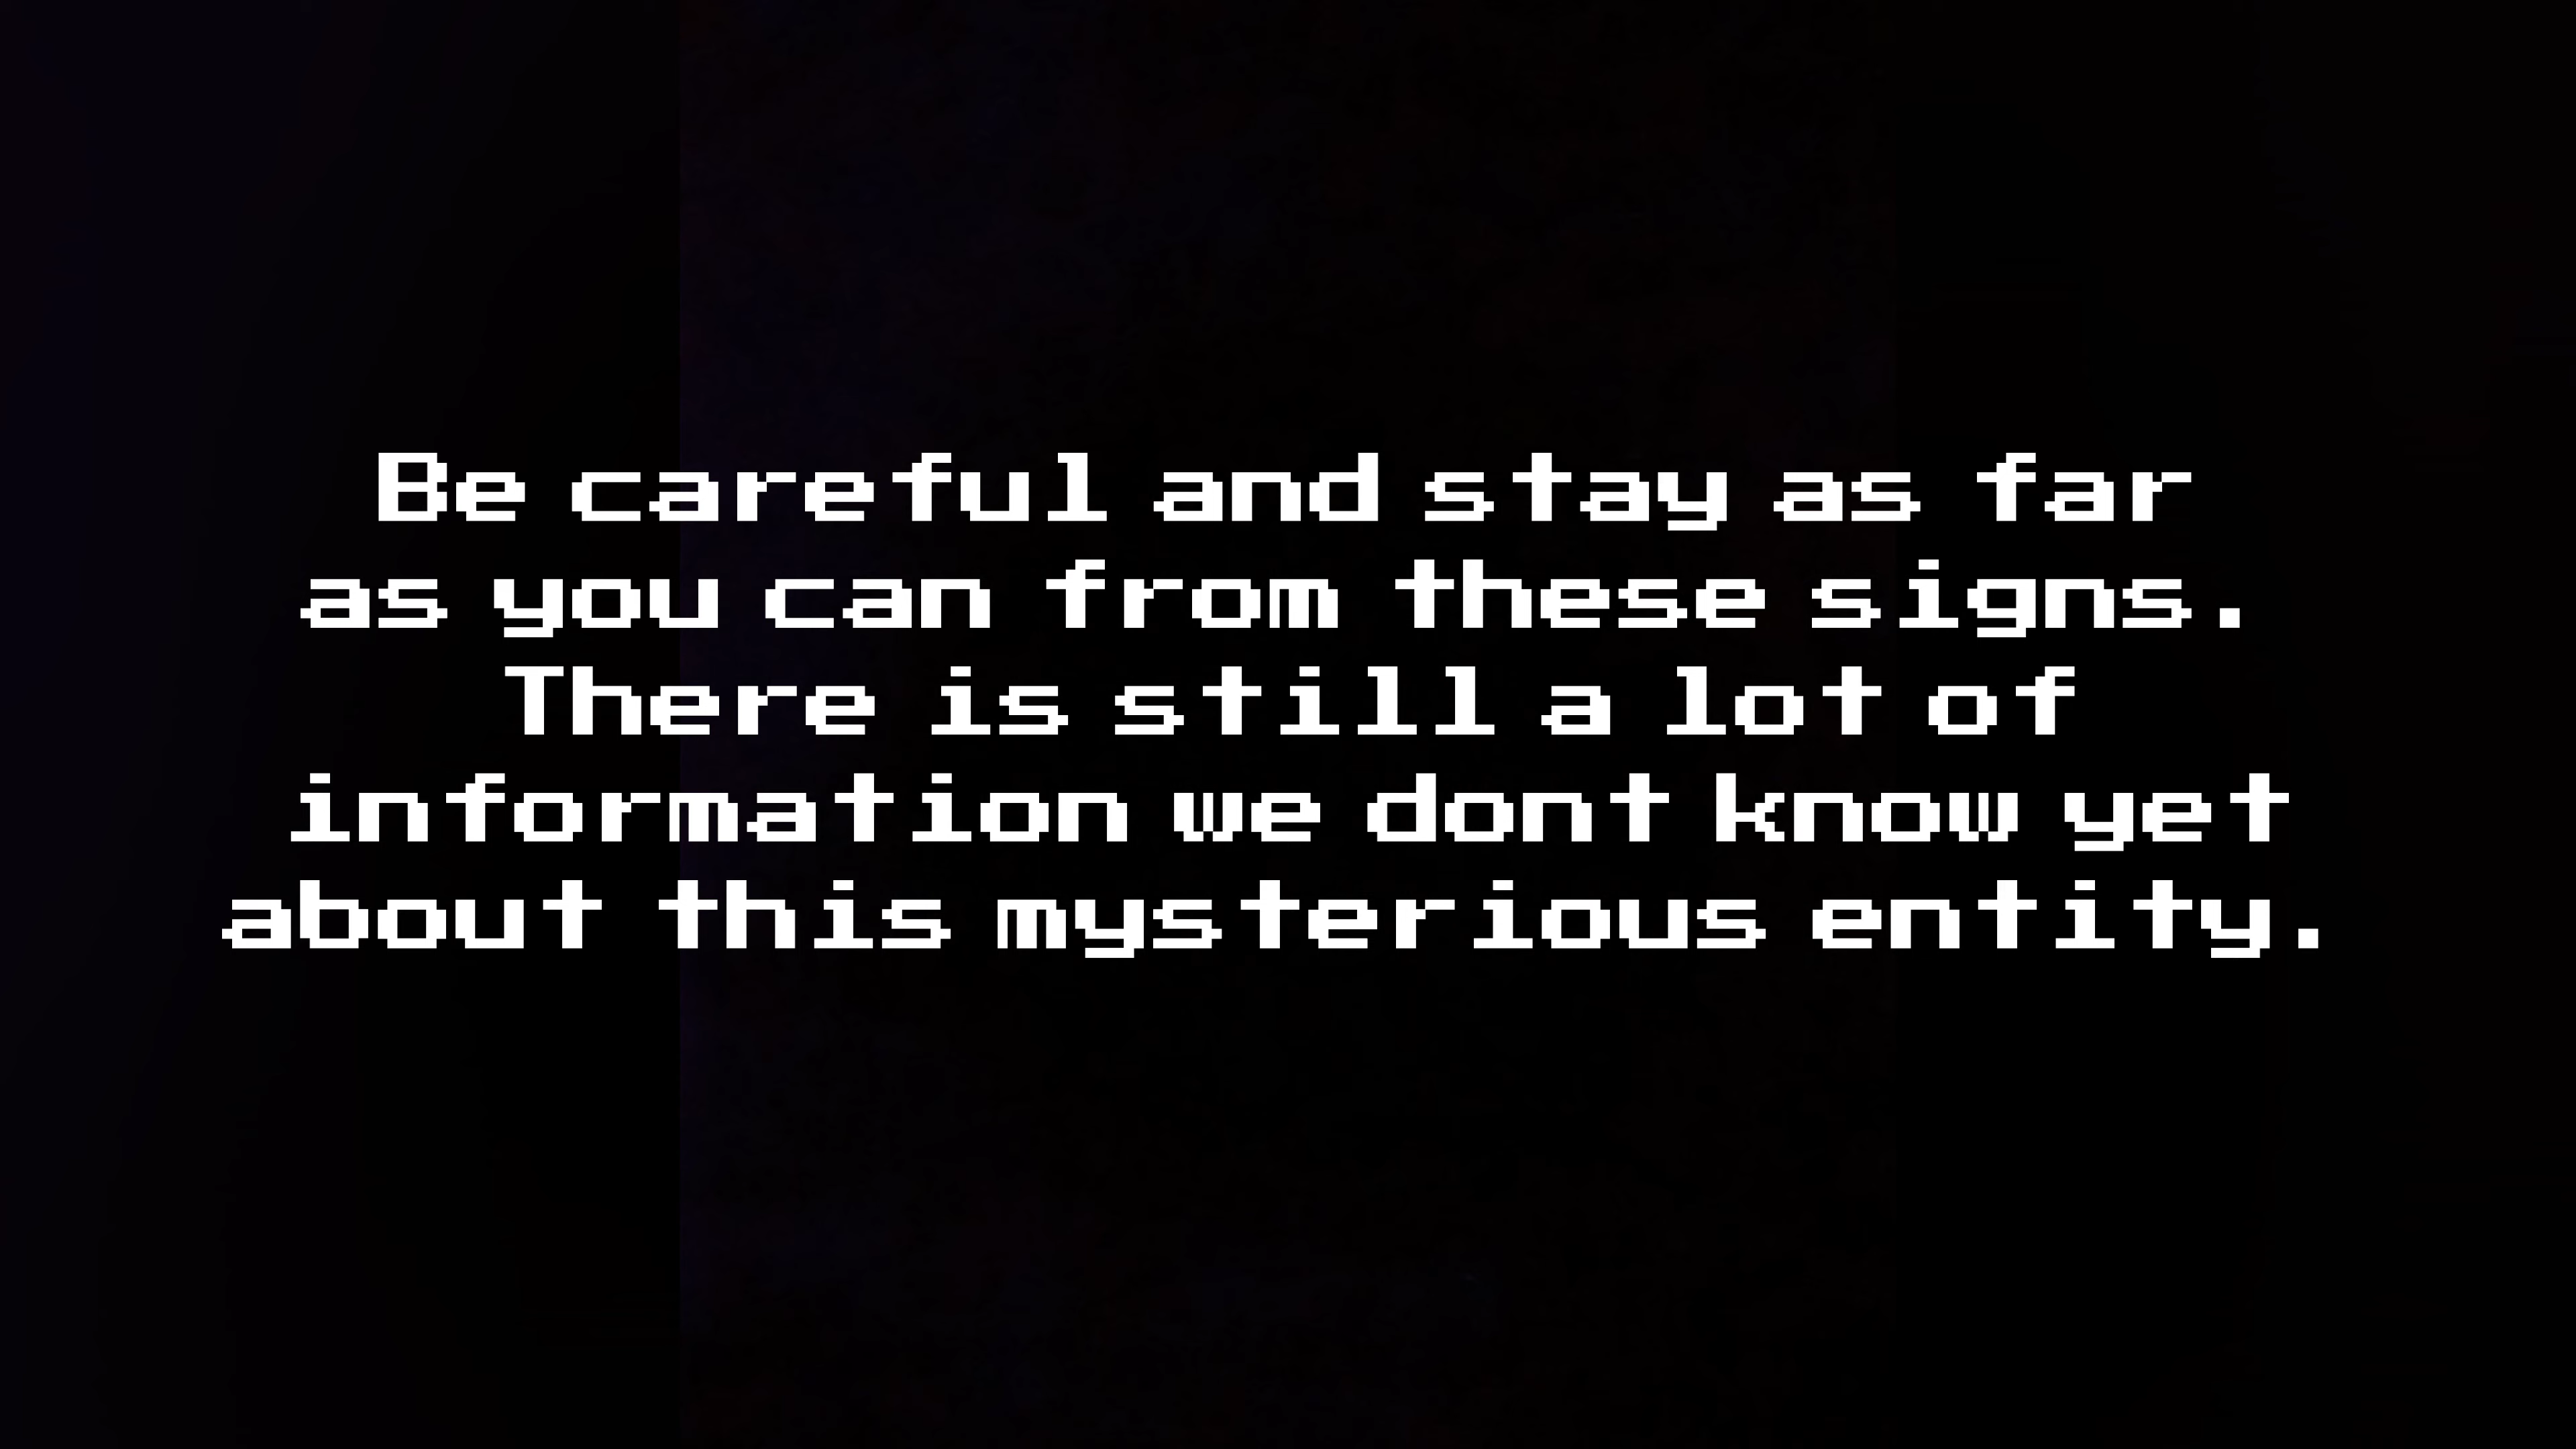 Be careful and stay as far
as you can from these signs.
There is still a lot of
information we dont know yet
about this mysterious entity.